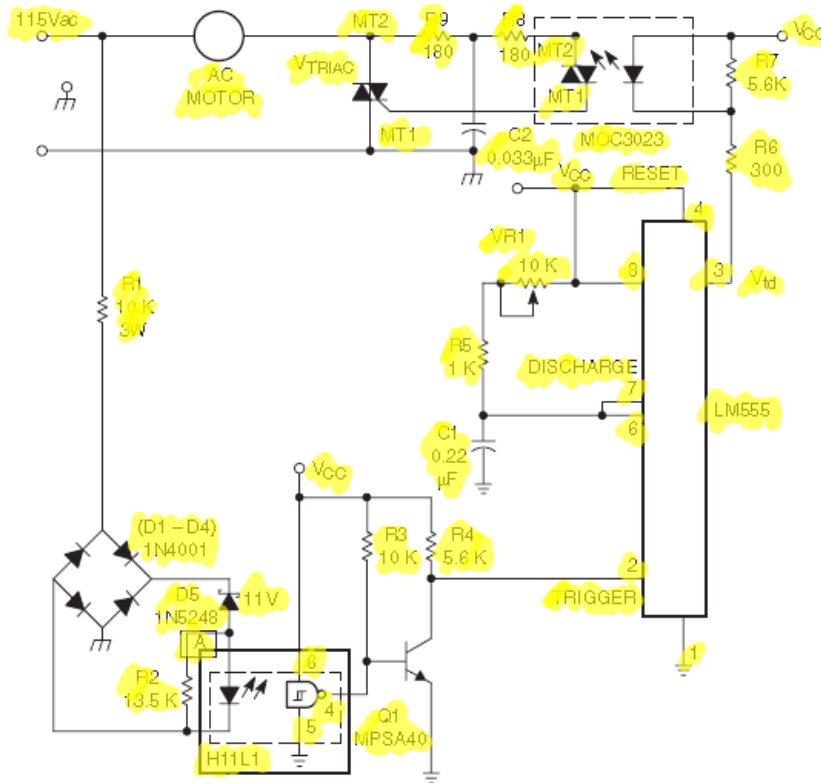 115Vac
AC
MOTOR
MT2
R9
180
R8
180
MT2
MT1
MOC3023
VCC
R7
5.6K
VTRIAC
MT1
C2
0.033μF
R6
300
VCC
RESET
4
VR1
10 K
8
3
Vtd
R1
10 K
3W
R5
1 K
DISCHARGE
7
6
LM555
C1
0.22
μF
VCC
(D1–D4)
1N4001
R3
10 K
R4
5.6 K
2
TRIGGER
D5
1N5248
11V
A
6
1
R2
13.5 K
4
5
Q1
MPSA40
H11L1